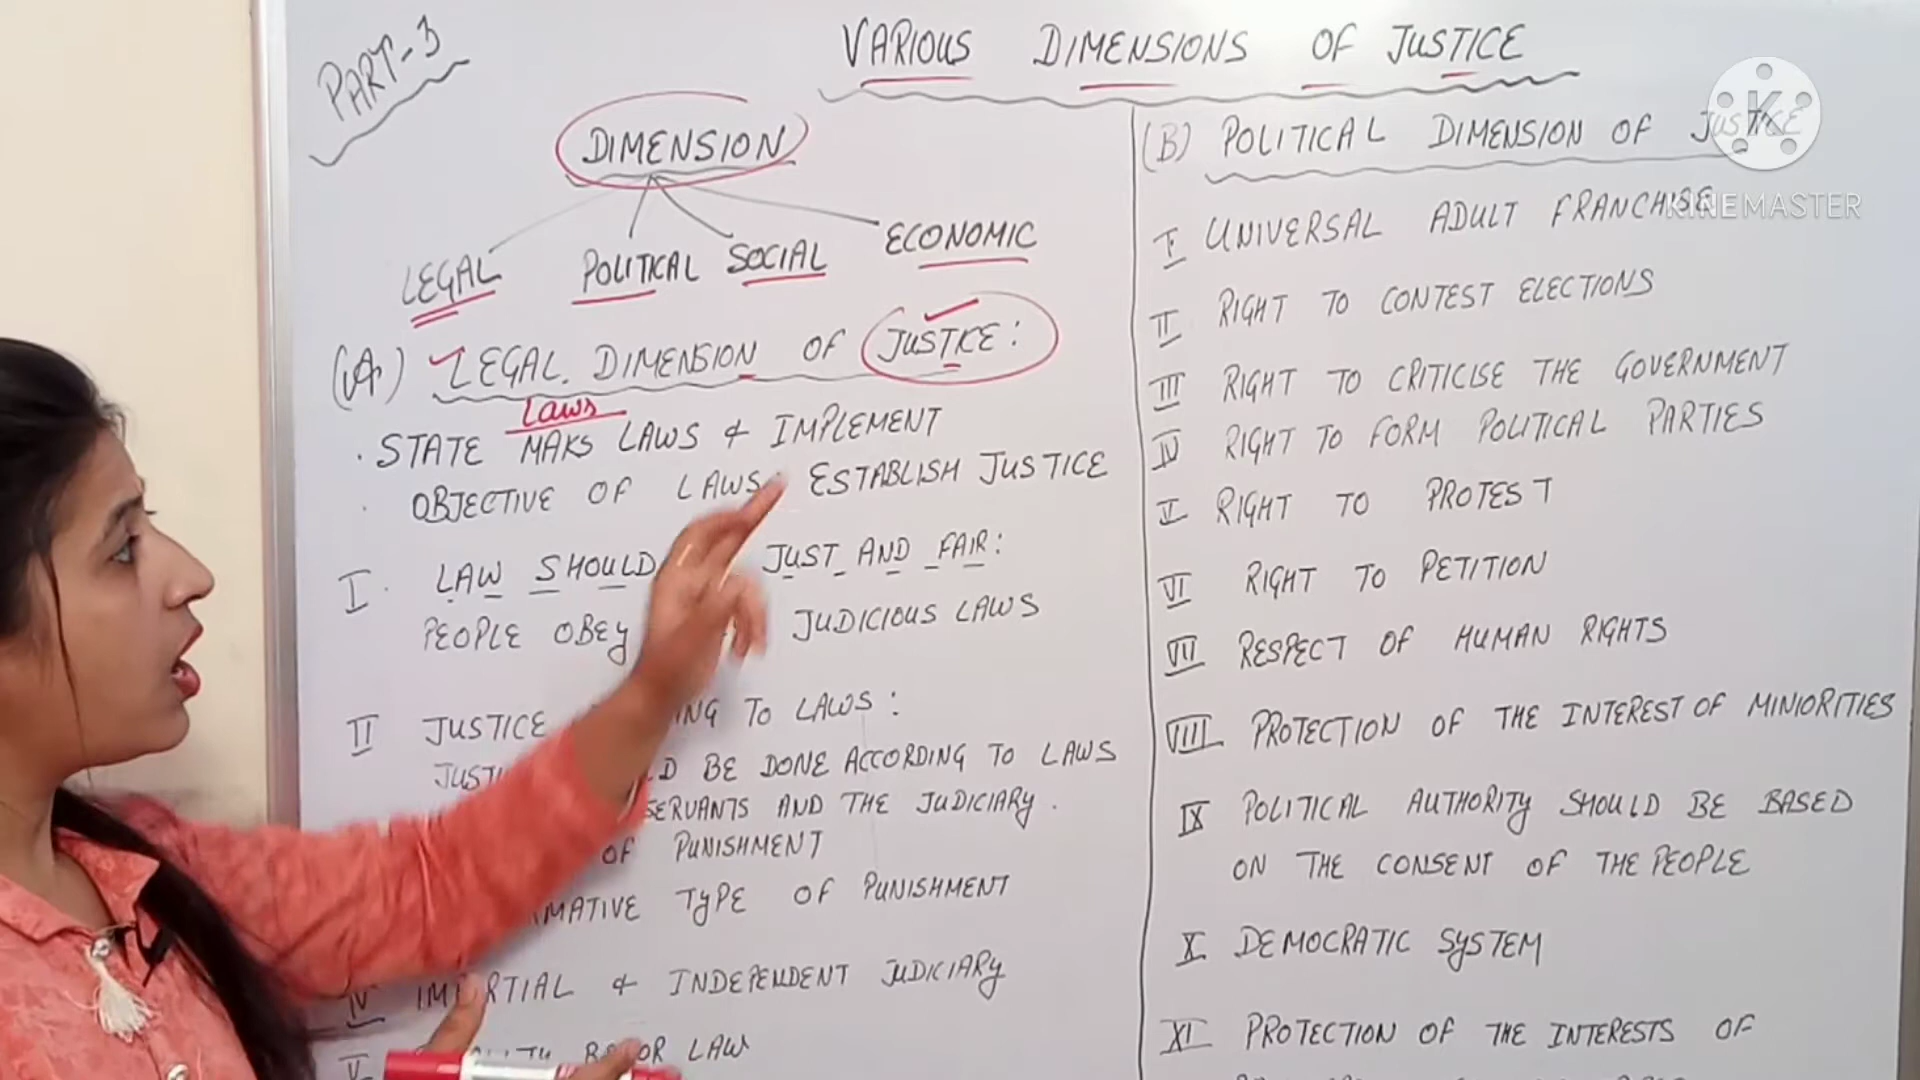 PART-3
VARIOUS DIMENSIONS OF JUSTICE
DIMENSION
LEGAL POLITICAL SOCIAL ECONOMIC
(A) LEGAL DIMENSION OF JUSTICE:
Laws
· STATE MAKS LAWS & IMPLEMENT
· OBJECTIVE OF LAWS: ESTABLISH JUSTICE
I. LAW SHOULD JUST AND FAIR:
PEOPLE OBEY JUDICIOUS LAWS
II JUSTICE TO LAWS:
BE DONE ACCORDING TO LAWS
SERVANTS AND THE JUDICIARY.
OF PUNISHMENT
TYPE OF PUNISHMENT
IV & INDEPENDENT JUDICIARY
V LAW
(B) POLITICAL DIMENSION OF JUSTICE
I UNIVERSAL ADULT FRANCHISE
II RIGHT TO CONTEST ELECTIONS
III RIGHT TO CRITICISE THE GOVERNMENT
IV RIGHT TO FORM POLITICAL PARTIES
V RIGHT TO PROTEST
VI RIGHT TO PETITION
VII RESPECT OF HUMAN RIGHTS
VIII PROTECTION OF THE INTEREST OF MINIORITIES
IX POLITICAL AUTHORITY SHOULD BE BASED
ON THE CONSENT OF THE PEOPLE
X DEMOCRATIC SYSTEM
XI PROTECTION OF THE INTERESTS OF
K
KINEMASTER